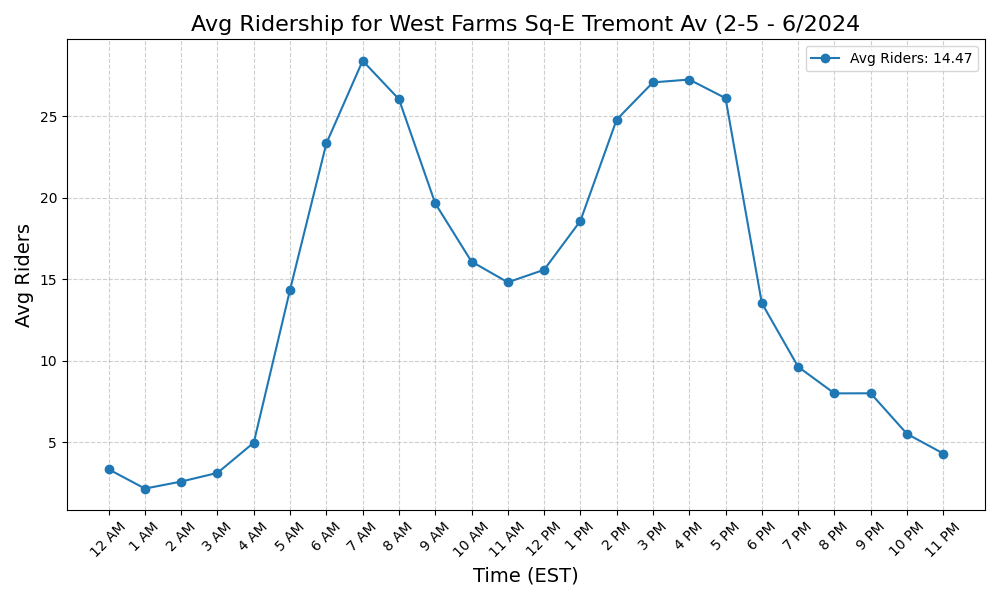 Avg Ridership for West Farms Sq-E Tremont Av (2-5 - 6/2024
Avg Riders: 14.47
Avg Riders
25
20
15
10
5
12 AM
1 AM
2 AM
3 AM
4 AM
5 AM
6 AM
7 AM
8 AM
9 AM
10 AM
11 AM
12 PM
1 PM
2 PM
3 PM
4 PM
5 PM
6 PM
7 PM
8 PM
9 PM
10 PM
11 PM
Time (EST)